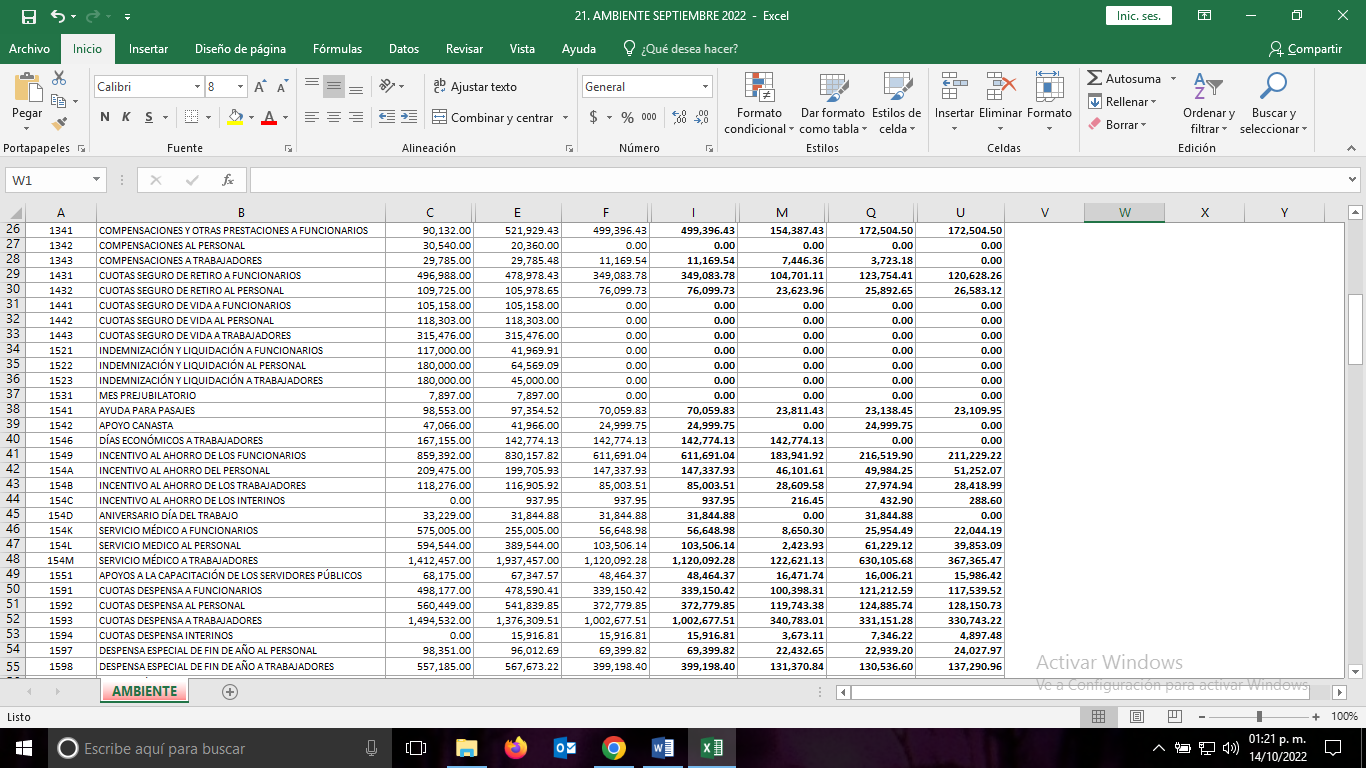 21. AMBIENTE SEPTIEMBRE 2022 - Excel
Inic. ses.
Archivo Inicio Insertar Diseño de página Fórmulas Datos Revisar Vista Ayuda ¿Qué desea hacer? Compartir
Pegar
Calibri 8
N K S
Ajustar texto
Combinar y centrar
General
$ % 000
Formato condicional
Dar formato como tabla
Estilos de celda
Insertar Eliminar Formato
Autosuma
Rellenar
Borrar
Ordenar y filtrar
Buscar y seleccionar
Portapapeles Fuente Alineación Número Estilos Celdas Edición
W1 fx
A B C E F I M Q U V W X Y
26 1341 COMPENSACIONES Y OTRAS PRESTACIONES A FUNCIONARIOS 90,132.00 521,929.43 499,396.43 499,396.43 154,387.43 172,504.50 172,504.50
27 1342 COMPENSACIONES AL PERSONAL 30,540.00 20,360.00 0.00 0.00 0.00 0.00 0.00
28 1343 COMPENSACIONES A TRABAJADORES 29,785.00 29,785.48 11,169.54 11,169.54 7,446.36 3,723.18 0.00
29 1431 CUOTAS SEGURO DE RETIRO A FUNCIONARIOS 496,988.00 478,978.43 349,083.78 349,083.78 104,701.11 123,754.41 120,628.26
30 1432 CUOTAS SEGURO DE RETIRO AL PERSONAL 109,725.00 105,978.65 76,099.73 76,099.73 23,623.96 25,892.65 26,583.12
31 1441 CUOTAS SEGURO DE VIDA A FUNCIONARIOS 105,158.00 105,158.00 0.00 0.00 0.00 0.00 0.00
32 1442 CUOTAS SEGURO DE VIDA AL PERSONAL 118,303.00 118,303.00 0.00 0.00 0.00 0.00 0.00
33 1443 CUOTAS SEGURO DE VIDA A TRABAJADORES 315,476.00 315,476.00 0.00 0.00 0.00 0.00 0.00
34 1521 INDEMNIZACIÓN Y LIQUIDACIÓN A FUNCIONARIOS 117,000.00 41,969.91 0.00 0.00 0.00 0.00 0.00
35 1522 INDEMNIZACIÓN Y LIQUIDACIÓN AL PERSONAL 180,000.00 64,569.09 0.00 0.00 0.00 0.00 0.00
36 1523 INDEMNIZACIÓN Y LIQUIDACIÓN A TRABAJADORES 180,000.00 45,000.00 0.00 0.00 0.00 0.00 0.00
37 1531 MES PREJUBILATORIO 7,897.00 7,897.00 0.00 0.00 0.00 0.00 0.00
38 1541 AYUDA PARA PASAJES 98,553.00 97,354.52 70,059.83 70,059.83 23,811.43 23,138.45 23,109.95
39 1542 APOYO CANASTA 47,066.00 41,966.00 24,999.75 24,999.75 0.00 24,999.75 0.00
40 1546 DÍAS ECONÓMICOS A TRABAJADORES 167,155.00 142,774.13 142,774.13 142,774.13 142,774.13 0.00 0.00
41 1549 INCENTIVO AL AHORRO DE LOS FUNCIONARIOS 859,392.00 830,157.82 611,691.04 611,691.04 183,941.92 216,519.90 211,229.22
42 154A INCENTIVO AL AHORRO DEL PERSONAL 209,475.00 199,705.93 147,337.93 147,337.93 46,101.61 49,984.25 51,252.07
43 154B INCENTIVO AL AHORRO DE LOS TRABAJADORES 118,276.00 116,905.92 85,003.51 85,003.51 28,609.58 27,974.94 28,418.99
44 154C INCENTIVO AL AHORRO DE LOS INTERINOS 0.00 937.95 937.95 937.95 216.45 432.90 288.60
45 154D ANIVERSARIO DÍA DEL TRABAJO 33,229.00 31,844.88 31,844.88 31,844.88 0.00 31,844.88 0.00
46 154K SERVICIO MÉDICO A FUNCIONARIOS 575,005.00 255,005.00 56,648.98 56,648.98 8,650.30 25,954.49 22,044.19
47 154L SERVICIO MEDICO AL PERSONAL 594,544.00 389,544.00 103,506.14 103,506.14 2,423.93 61,229.12 39,853.09
48 154M SERVICIO MÉDICO A TRABAJADORES 1,412,457.00 1,937,457.00 1,120,092.28 1,120,092.28 122,621.13 630,105.68 367,365.47
49 1551 APOYOS A LA CAPACITACIÓN DE LOS SERVIDORES PÚBLICOS 68,175.00 67,347.57 48,464.37 48,464.37 16,471.74 16,006.21 15,986.42
50 1591 CUOTAS DESPENSA A FUNCIONARIOS 498,177.00 478,590.41 339,150.42 339,150.42 100,398.31 121,212.59 117,539.52
51 1592 CUOTAS DESPENSA AL PERSONAL 560,449.00 541,839.85 372,779.85 372,779.85 119,743.38 124,885.74 128,150.73
52 1593 CUOTAS DESPENSA A TRABAJADORES 1,494,532.00 1,376,309.51 1,002,677.51 1,002,677.51 340,783.01 331,151.28 330,743.22
53 1594 CUOTAS DESPENSA INTERINOS 0.00 15,916.81 15,916.81 15,916.81 3,673.11 7,346.22 4,897.48
54 1597 DESPENSA ESPECIAL DE FIN DE AÑO AL PERSONAL 98,351.00 96,012.69 69,399.82 69,399.82 22,432.65 22,939.20 24,027.97
55 1598 DESPENSA ESPECIAL DE FIN DE AÑO A TRABAJADORES 557,185.00 567,673.22 399,198.40 399,198.40 131,370.84 130,536.60 137,290.96
Activar Windows
Ve a Configuración para activar Windows.
AMBIENTE
Listo 100%
Escribe aquí para buscar
01:21 p. m.
14/10/2022